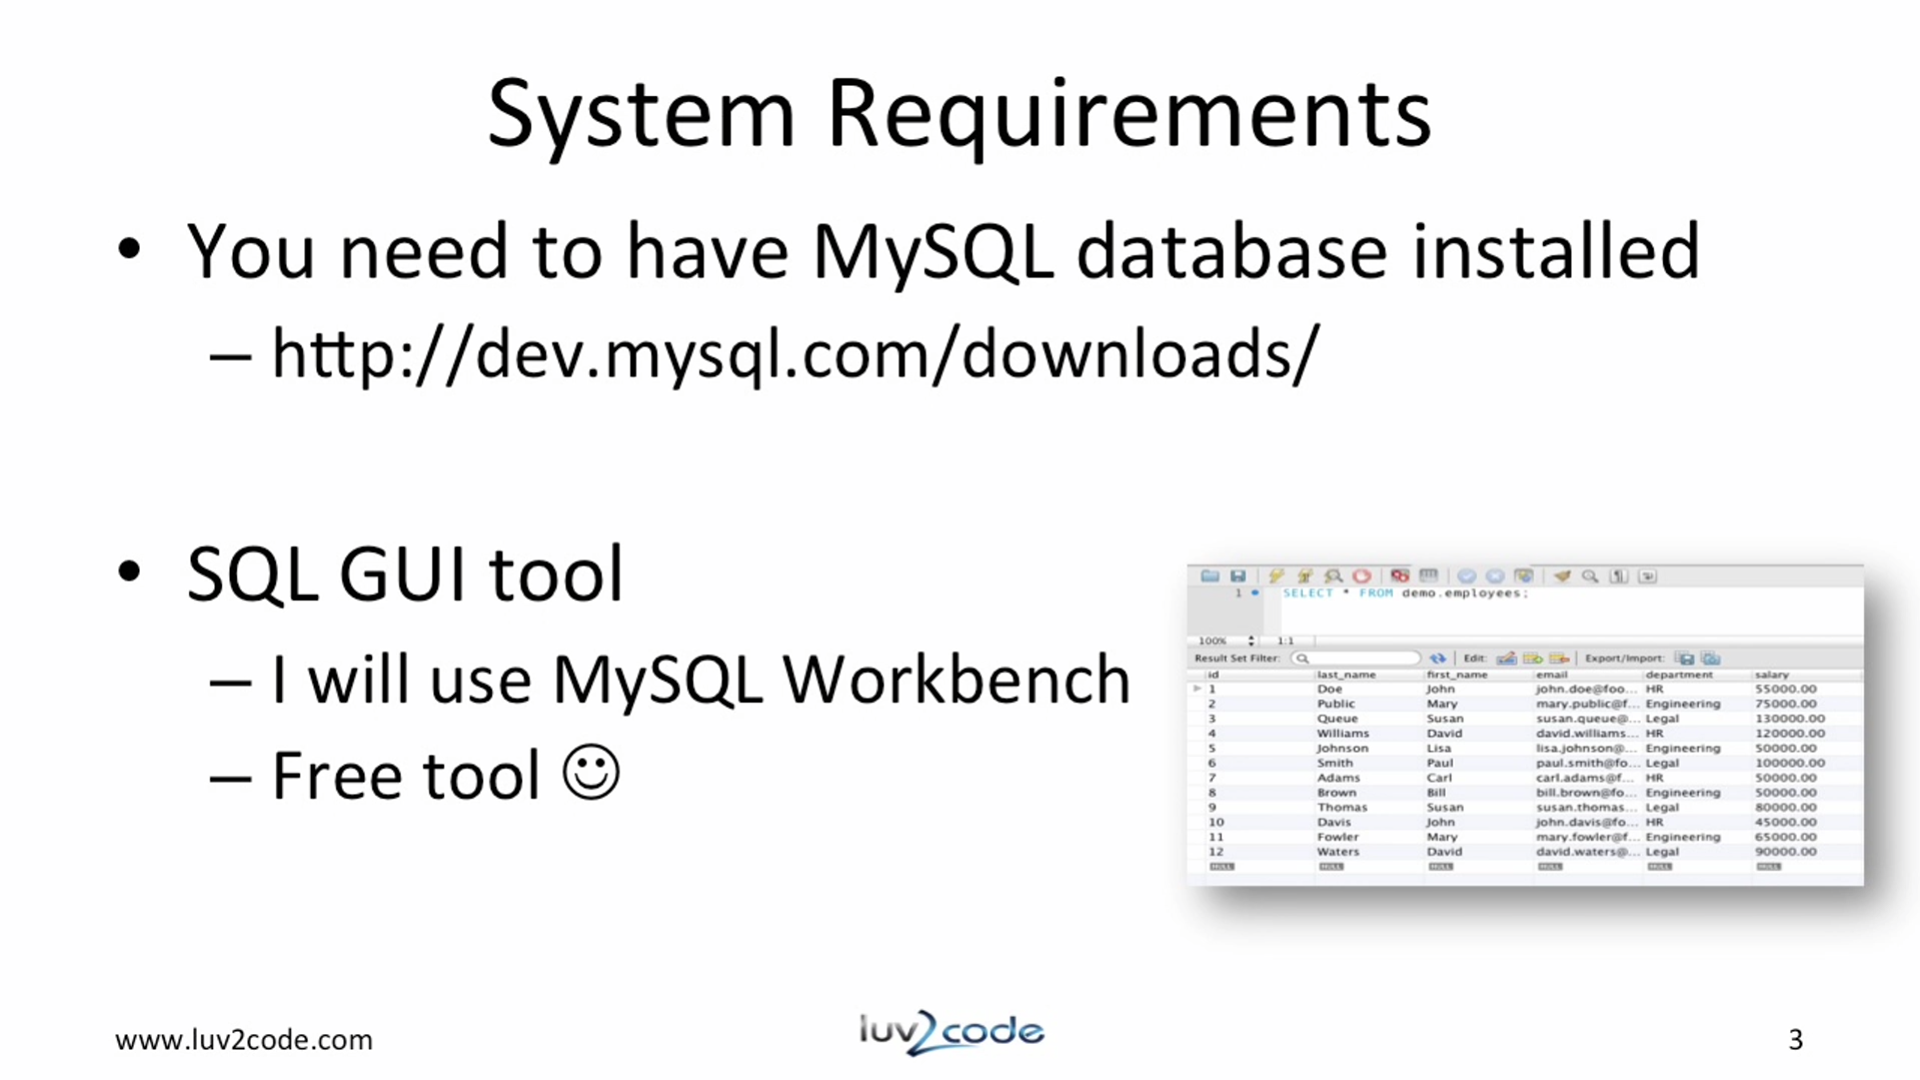 System Requirements
• You need to have MySQL database installed
– http://dev.mysql.com/downloads/
• SQL GUI tool
– I will use MySQL Workbench
– Free tool ☺
1 SELECT * FROM demo.employees;
100% 1:1
Result Set Filter: Edit: Export/Import:
id last_name first_name email department salary
1 Doe John john.doe@foo... HR 55000.00
2 Public Mary mary.public@f... Engineering 75000.00
3 Queue Susan susan.queue@... Legal 130000.00
4 Williams David david.williams... HR 120000.00
5 Johnson Lisa lisa.johnson@... Engineering 50000.00
6 Smith Paul paul.smith@fo... Legal 100000.00
7 Adams Carl carl.adams@f... HR 50000.00
8 Brown Bill bill.brown@fo... Engineering 50000.00
9 Thomas Susan susan.thomas... Legal 80000.00
10 Davis John john.davis@fo... HR 45000.00
11 Fowler Mary mary.fowler@f... Engineering 65000.00
12 Waters David david.waters@... Legal 90000.00
NULL NULL NULL NULL NULL NULL
www.luv2code.com luv2code 3